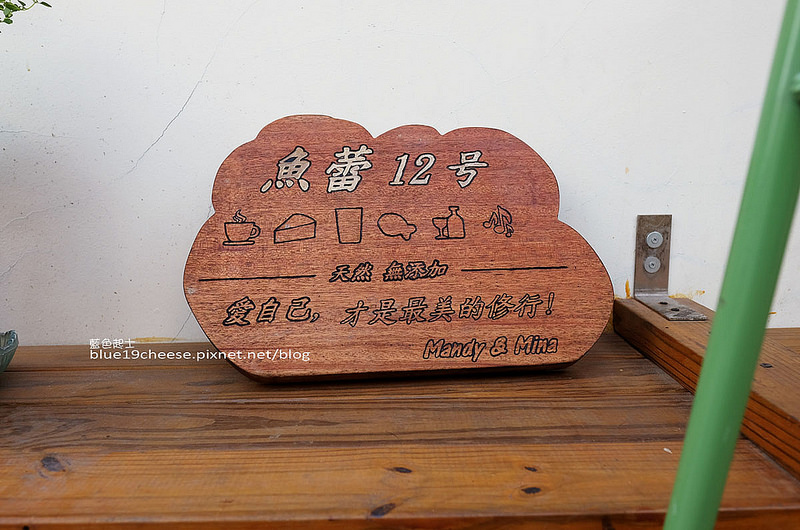 魚蕾 12 号
天然 無添加
愛自己, 才是最美的修行!
Mandy & Mina
藍色起士
blue19cheese.pixnet.net/blog